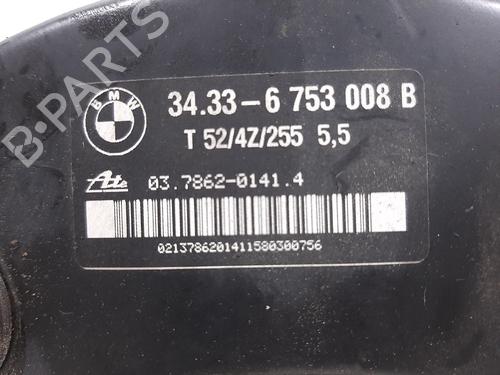 BMW
34.33-6 753 008 B
T 52/4Z/255 5,5
Ate 03.7862-0141.4
0213786201411580300756
B-PARTS